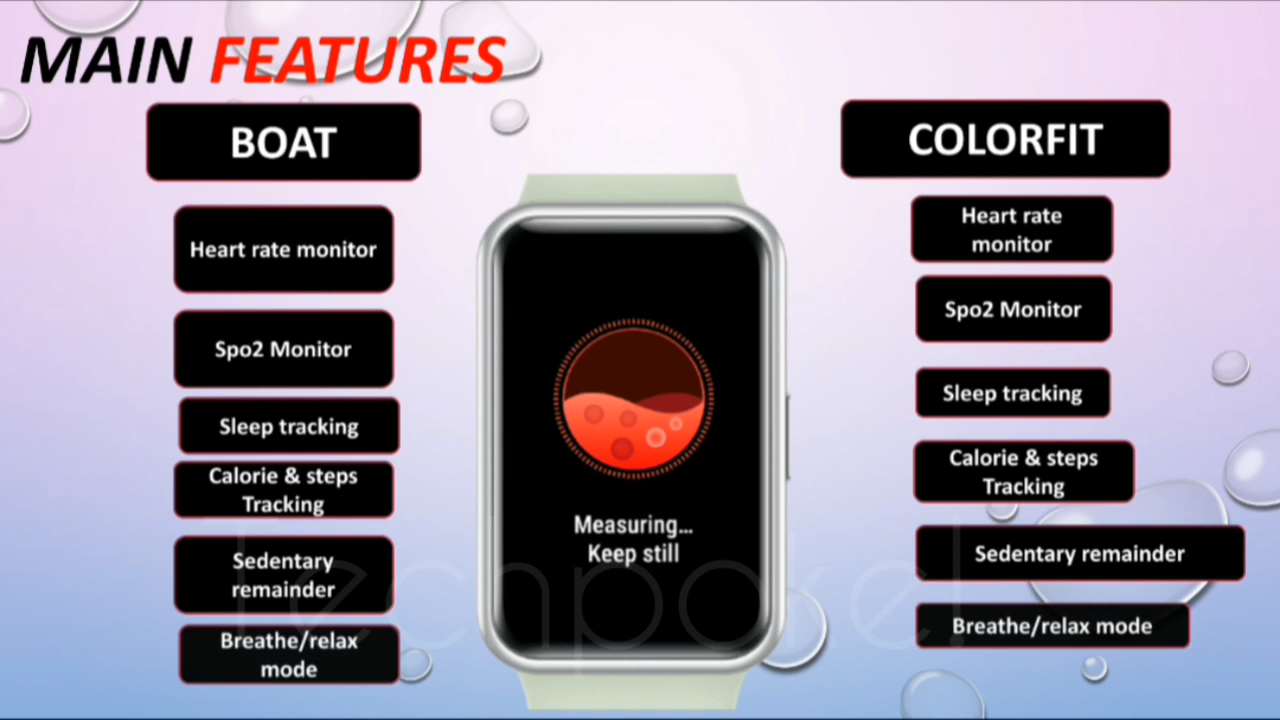 MAIN FEATURES
BOAT
Heart rate monitor
Spo2 Monitor
Sleep tracking
Calorie & steps
Tracking
Sedentary
remainder
Breathe/relax
mode
Measuring...
Keep still
COLORFIT
Heart rate
monitor
Spo2 Monitor
Sleep tracking
Calorie & steps
Tracking
Sedentary remainder
Breathe/relax mode